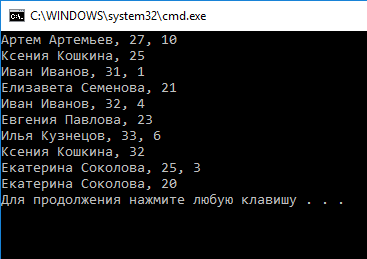 C:\WINDOWS\system32\cmd.exe
Артем Артемьев, 27, 10
Ксения Кошкина, 25
Иван Иванов, 31, 1
Елизавета Семенова, 21
Иван Иванов, 32, 4
Евгения Павлова, 23
Илья Кузнецов, 33, 6
Ксения Кошкина, 32
Екатерина Соколова, 25, 3
Екатерина Соколова, 20
Для продолжения нажмите любую клавишу . . .